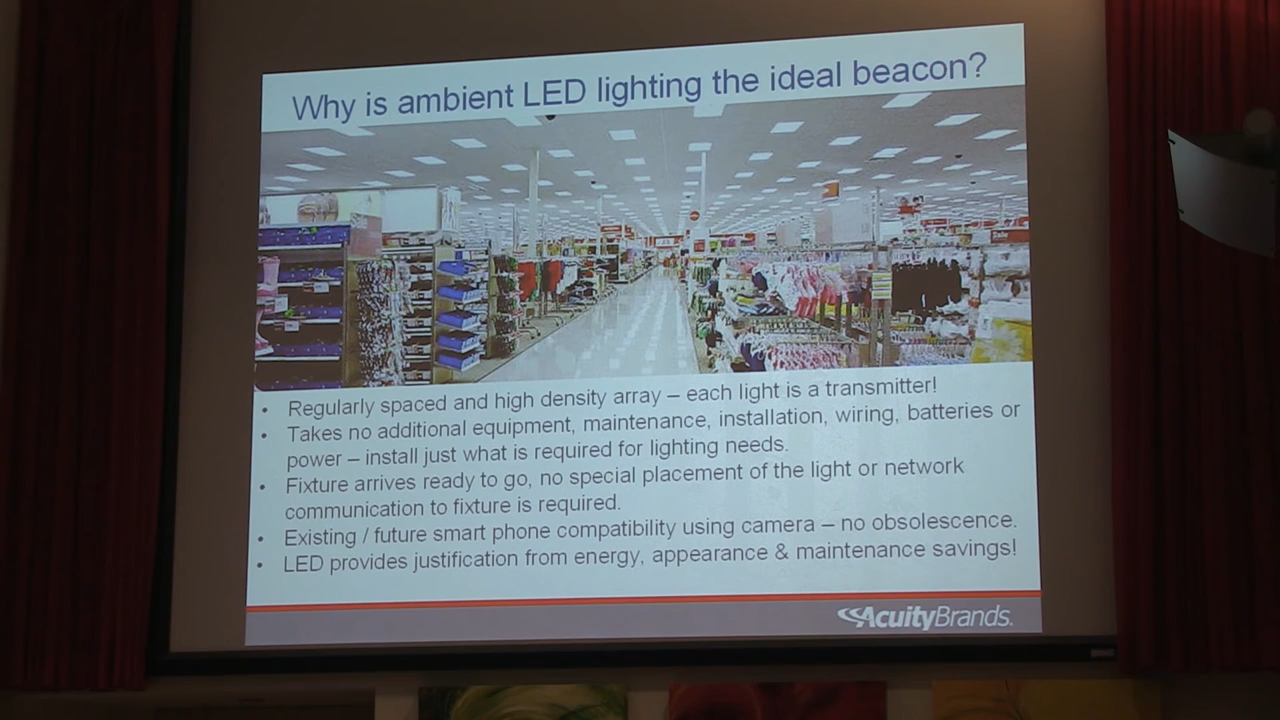 Why is ambient LED lighting the ideal beacon?
• Regularly spaced and high density array – each light is a transmitter!
• Takes no additional equipment, maintenance, installation, wiring, batteries or
power – install just what is required for lighting needs.
• Fixture arrives ready to go, no special placement of the light or network
communication to fixture is required.
• Existing / future smart phone compatibility using camera – no obsolescence.
• LED provides justification from energy, appearance & maintenance savings!
AcuityBrands.